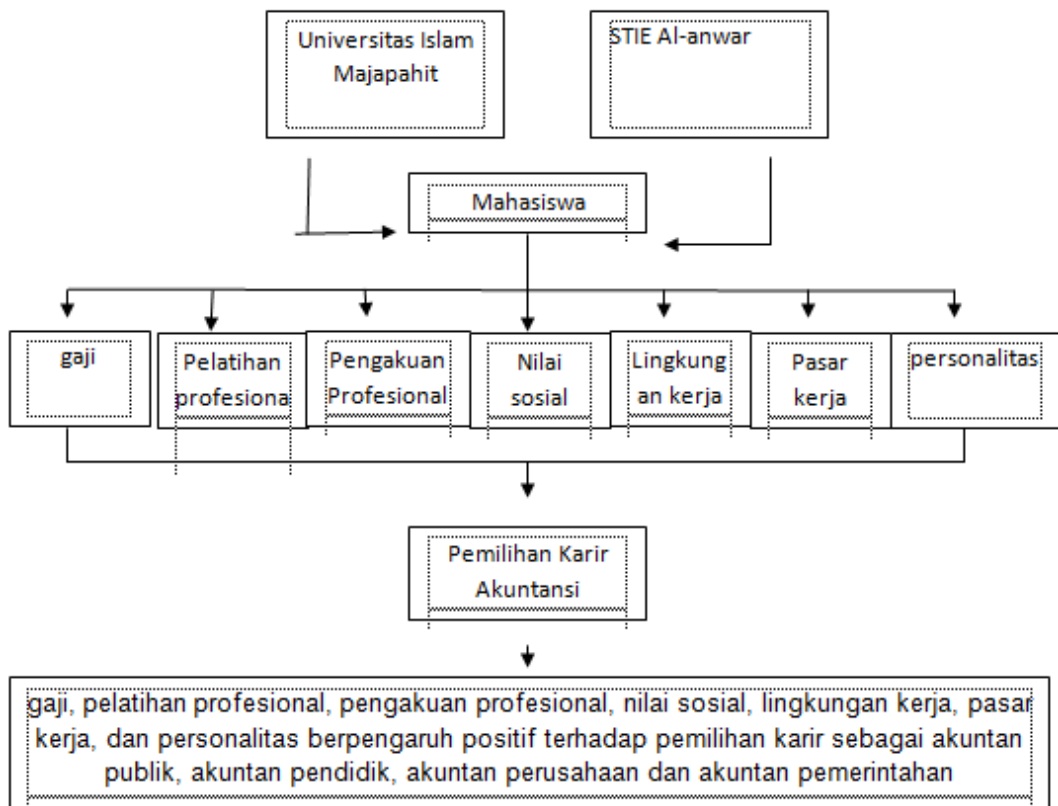 Universitas Islam
Majapahit
STIE Al-anwar
Mahasiswa
gaji
Pelatihan
profesiona
Pengakuan
Profesional
Nilai
sosial
Lingkung
an kerja
Pasar
kerja
personalitas
Pemilihan Karir
Akuntansi
gaji, pelatihan profesional, pengakuan profesional, nilai sosial, lingkungan kerja, pasar
kerja, dan personalitas berpengaruh positif terhadap pemilihan karir sebagai akuntan
publik, akuntan pendidik, akuntan perusahaan dan akuntan pemerintahan